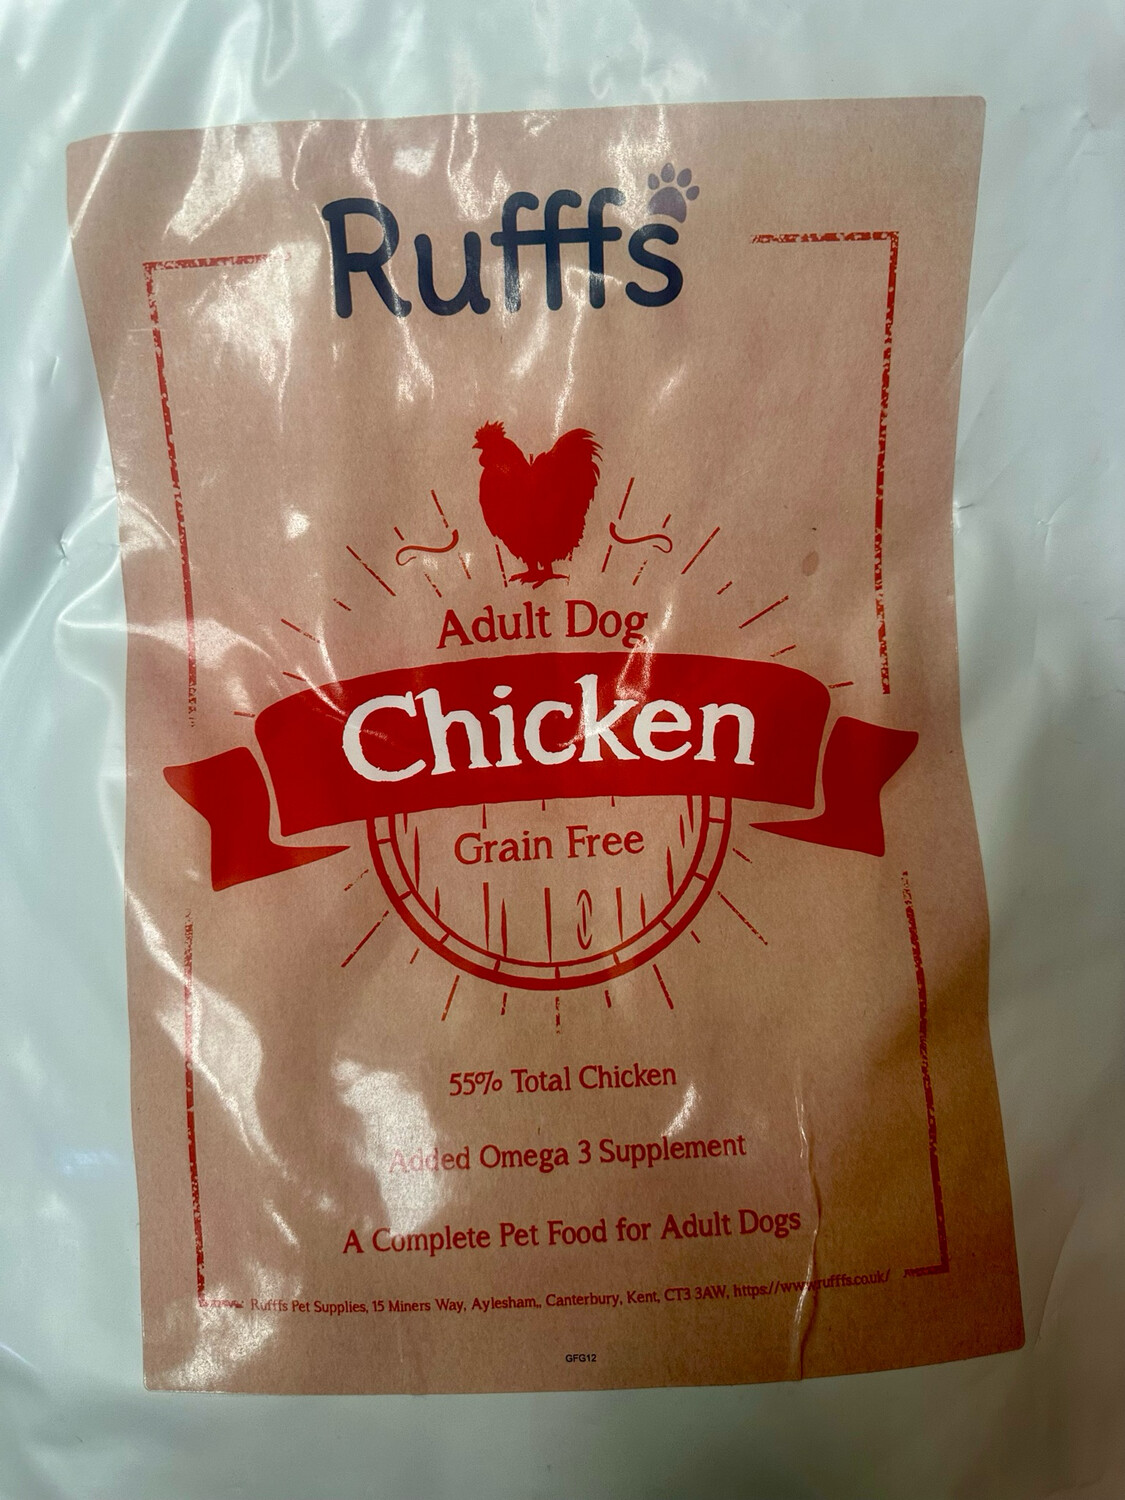 Rufffs
Adult Dog
Chicken
Grain Free
55% Total Chicken
Added Omega 3 Supplement
A Complete Pet Food for Adult Dogs
Rufffs Pet Supplies, 15 Miners Way, Aylesham,, Canterbury, Kent, CT3 3AW, https://www.rufffs.co.uk/
GFG12